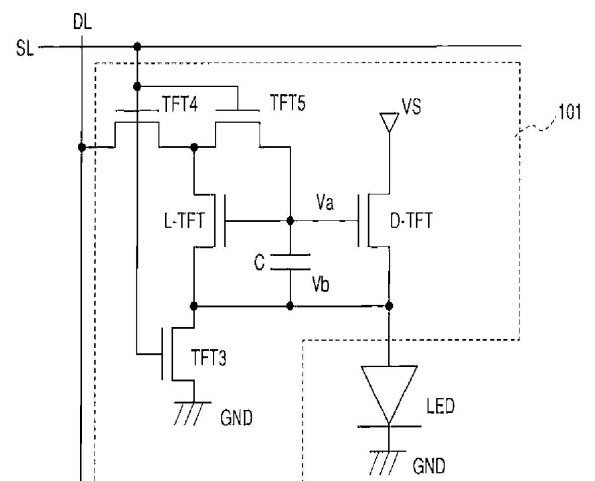 DL
SL
TFT4
TFT5
VS
101
L-TFT
Va
D-TFT
C
Vb
TFT3
GND
LED
GND